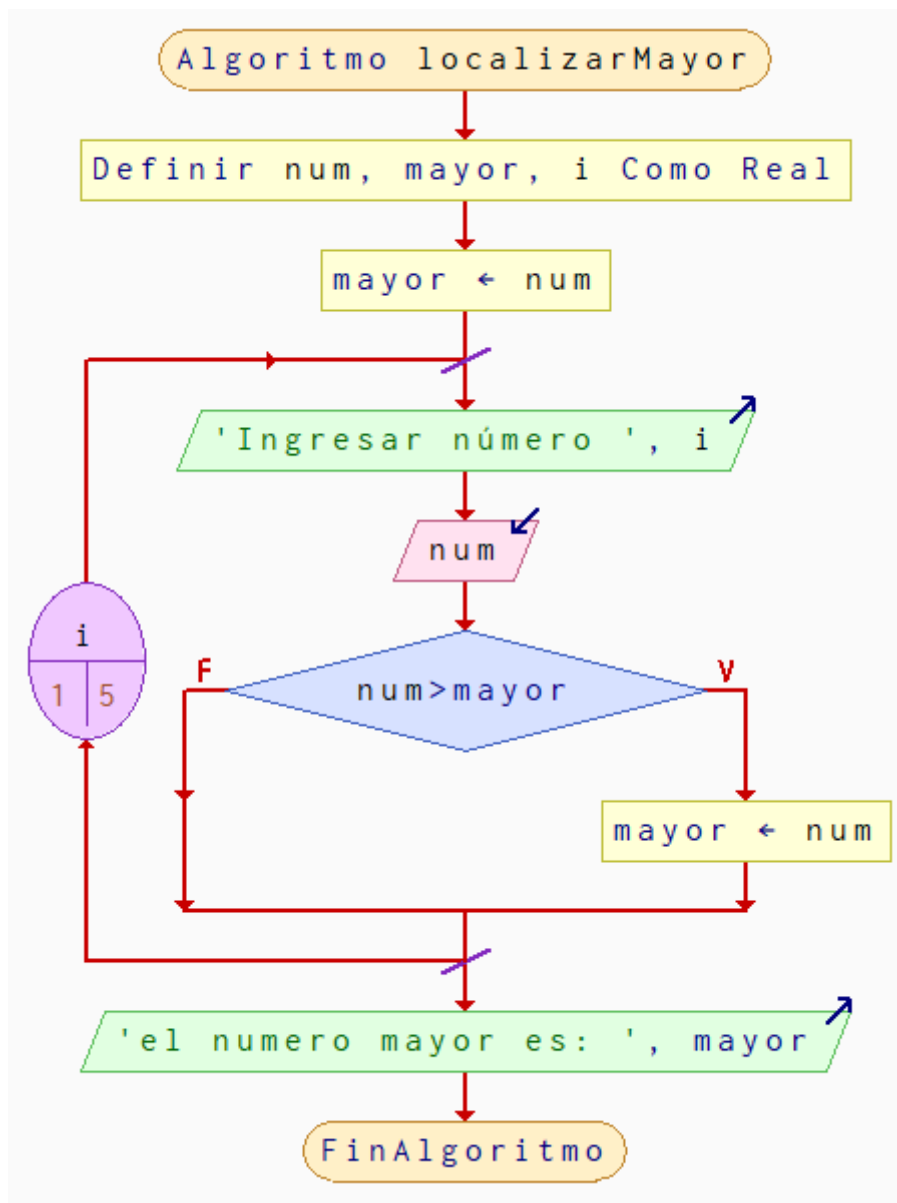 Algoritmo localizarMayor
Definir num, mayor, i Como Real
mayor ← num
'Ingresar número ', i
num
i
1 5
F
num>mayor
V
mayor ← num
'el numero mayor es: ', mayor
FinAlgoritmo